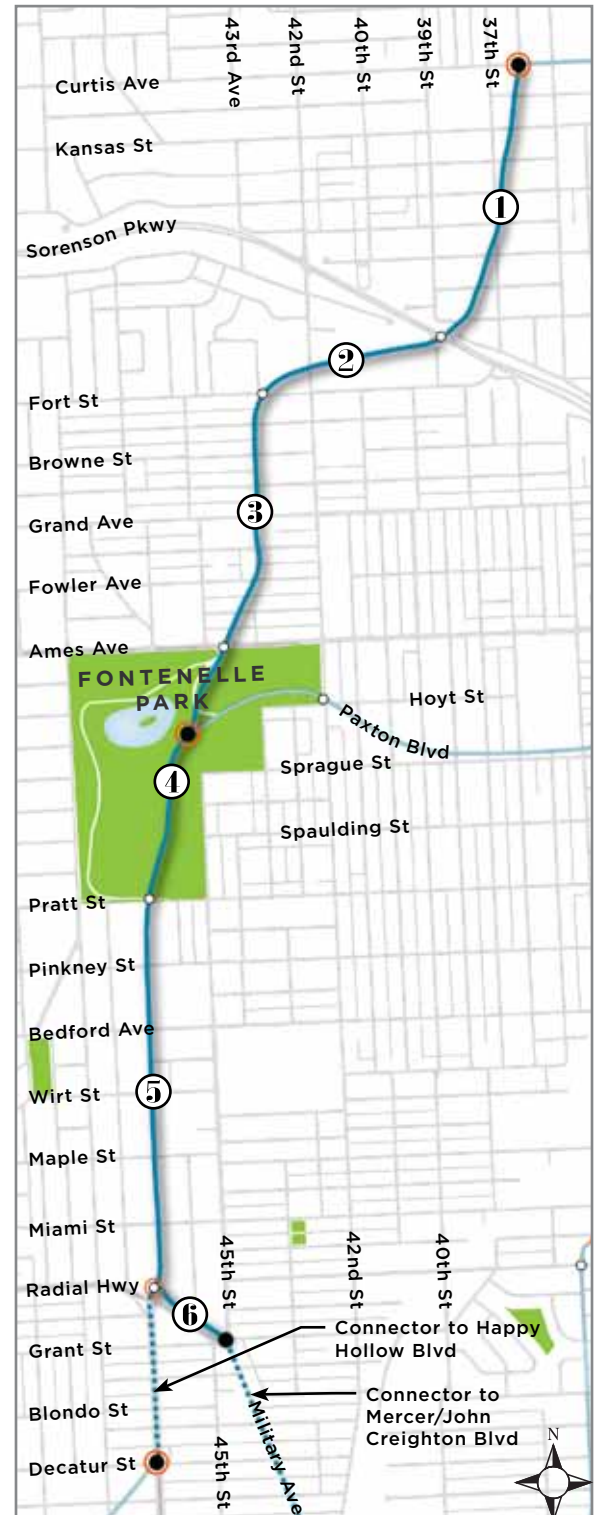 43rd Ave
42nd St
40th St
39th St
37th St
Curtis Ave
Kansas St
1
Sorenson Pkwy
2
Fort St
Browne St
3
Grand Ave
Fowler Ave
Ames Ave
FONTENELLE
PARK
Hoyt St
Paxton Blvd
4
Sprague St
Spaulding St
Pratt St
Pinkney St
Bedford Ave
5
Wirt St
Maple St
Miami St
45th St
42nd St
40th St
Radial Hwy
6
Grant St
Connector to Happy
Hollow Blvd
Connector to
Mercer/John
Creighton Blvd
Blondo St
Military Ave
45th St
Decatur St
N